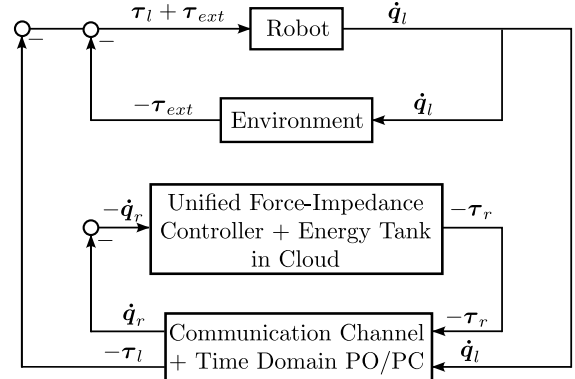 τ_l + τ_ext
Robot
q̇_l
−
−
−τ_ext
Environment
q̇_l
−q̇_r
Unified Force-Impedance
Controller + Energy Tank
in Cloud
−τ_r
−
q̇_r
Communication Channel
+ Time Domain PO/PC
−τ_r
−τ_l
q̇_l